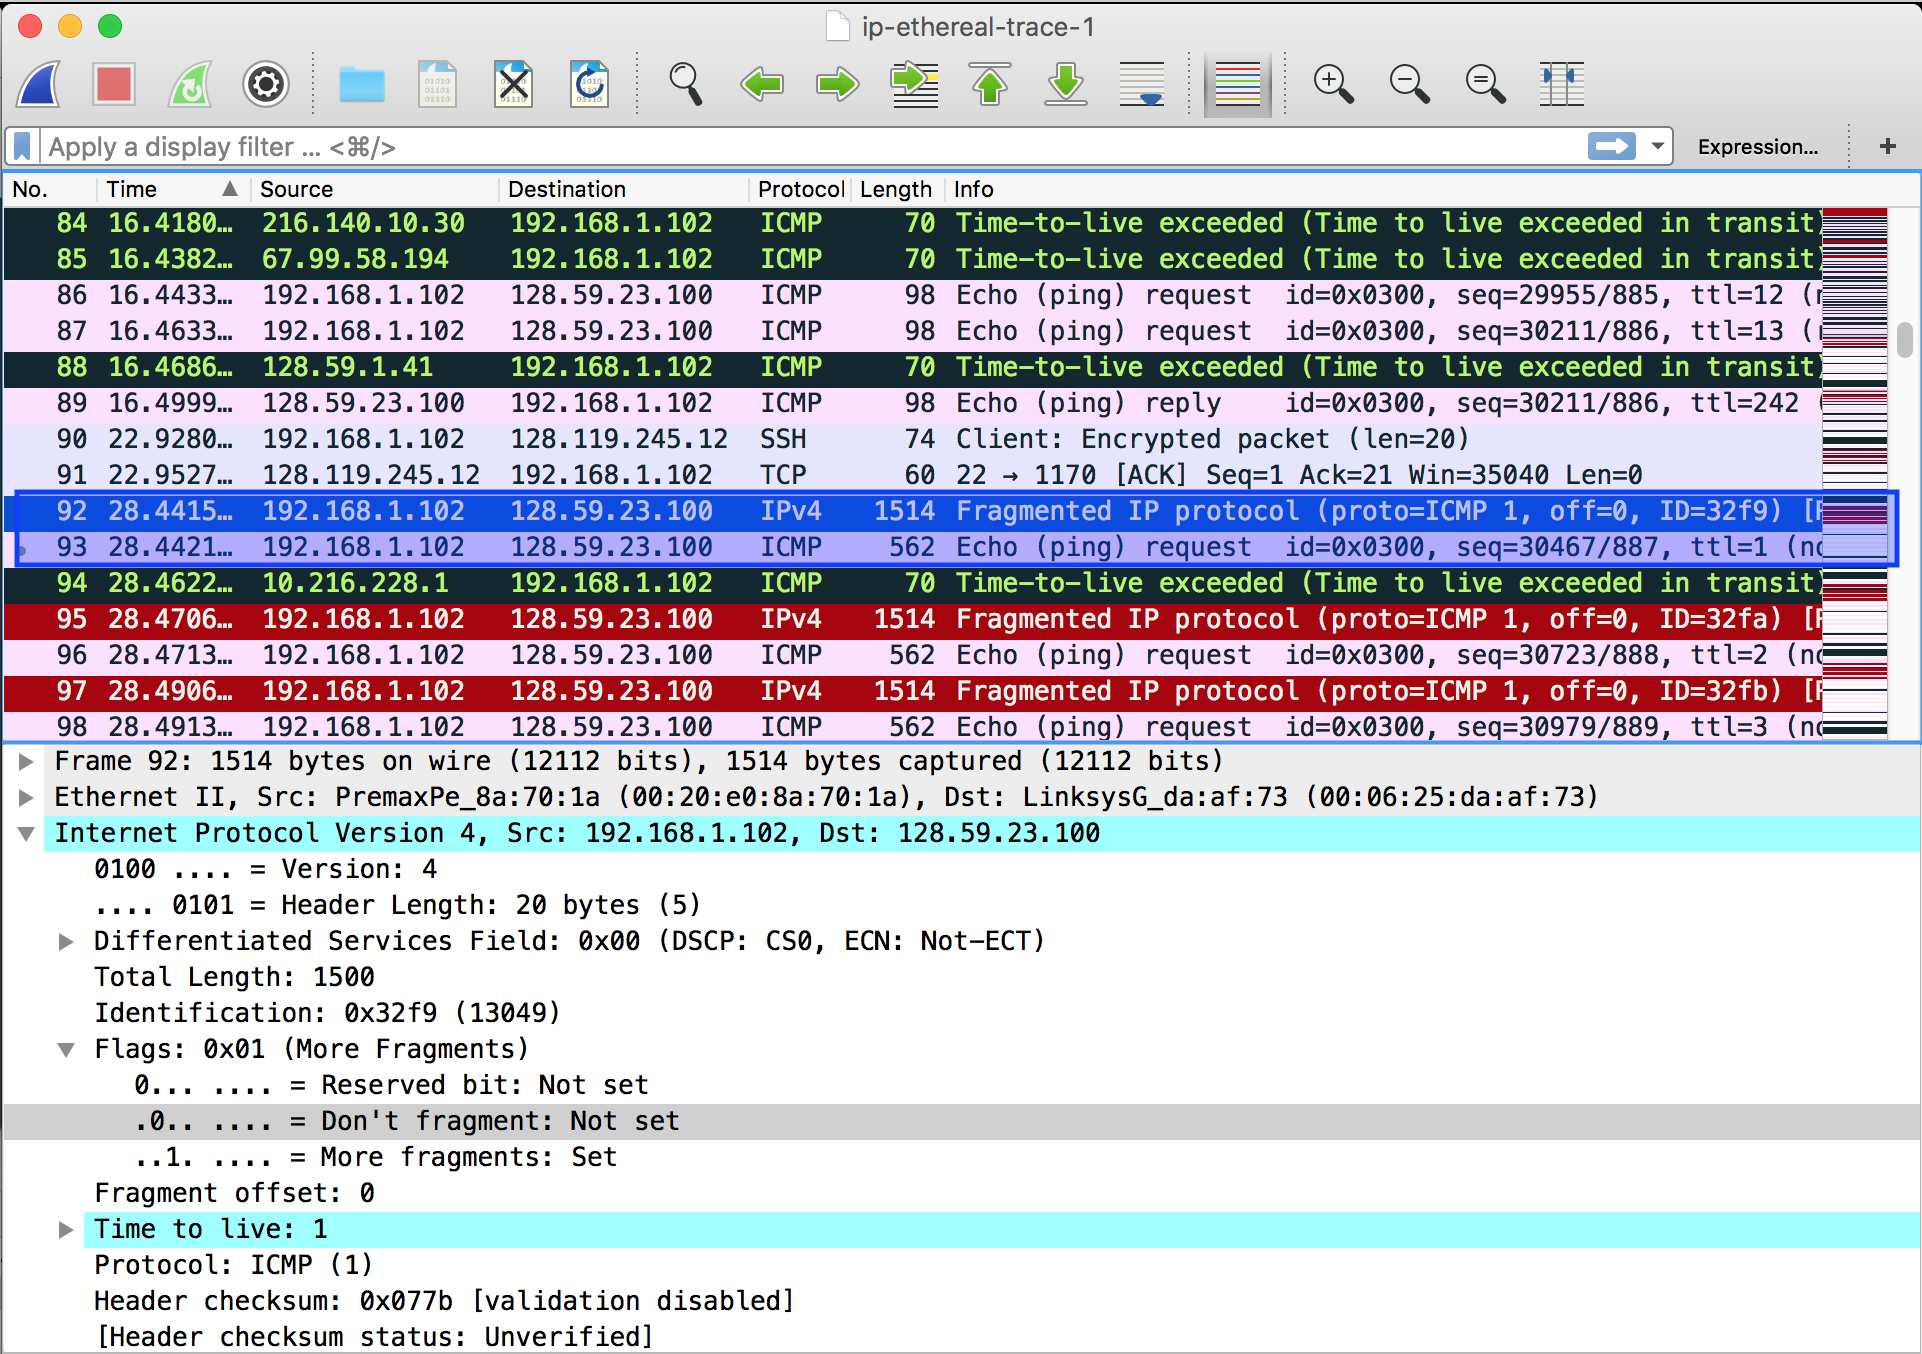 ip-ethereal-trace-1
Apply a display filter ... <⌘/>
Expression...
+
No. Time Source Destination Protocol Length Info
84 16.4180… 216.140.10.30 192.168.1.102 ICMP 70 Time-to-live exceeded (Time to live exceeded in transit)
85 16.4382… 67.99.58.194 192.168.1.102 ICMP 70 Time-to-live exceeded (Time to live exceeded in transit)
86 16.4433… 192.168.1.102 128.59.23.100 ICMP 98 Echo (ping) request id=0x0300, seq=29955/885, ttl=12 (
87 16.4633… 192.168.1.102 128.59.23.100 ICMP 98 Echo (ping) request id=0x0300, seq=30211/886, ttl=13 (
88 16.4686… 128.59.1.41 192.168.1.102 ICMP 70 Time-to-live exceeded (Time to live exceeded in transit)
89 16.4999… 128.59.23.100 192.168.1.102 ICMP 98 Echo (ping) reply id=0x0300, seq=30211/886, ttl=242 (
90 22.9280… 192.168.1.102 128.119.245.12 SSH 74 Client: Encrypted packet (len=20)
91 22.9527… 128.119.245.12 192.168.1.102 TCP 60 22 → 1170 [ACK] Seq=1 Ack=21 Win=35040 Len=0
92 28.4415… 192.168.1.102 128.59.23.100 IPv4 1514 Fragmented IP protocol (proto=ICMP 1, off=0, ID=32f9) [
93 28.4421… 192.168.1.102 128.59.23.100 ICMP 562 Echo (ping) request id=0x0300, seq=30467/887, ttl=1 (no
94 28.4622… 10.216.228.1 192.168.1.102 ICMP 70 Time-to-live exceeded (Time to live exceeded in transit)
95 28.4706… 192.168.1.102 128.59.23.100 IPv4 1514 Fragmented IP protocol (proto=ICMP 1, off=0, ID=32fa) [
96 28.4713… 192.168.1.102 128.59.23.100 ICMP 562 Echo (ping) request id=0x0300, seq=30723/888, ttl=2 (no
97 28.4906… 192.168.1.102 128.59.23.100 IPv4 1514 Fragmented IP protocol (proto=ICMP 1, off=0, ID=32fb) [
98 28.4913… 192.168.1.102 128.59.23.100 ICMP 562 Echo (ping) request id=0x0300, seq=30979/889, ttl=3 (no
Frame 92: 1514 bytes on wire (12112 bits), 1514 bytes captured (12112 bits)
Ethernet II, Src: PremaxPe_8a:70:1a (00:20:e0:8a:70:1a), Dst: LinksysG_da:af:73 (00:06:25:da:af:73)
Internet Protocol Version 4, Src: 192.168.1.102, Dst: 128.59.23.100
0100 .... = Version: 4
.... 0101 = Header Length: 20 bytes (5)
Differentiated Services Field: 0x00 (DSCP: CS0, ECN: Not-ECT)
Total Length: 1500
Identification: 0x32f9 (13049)
Flags: 0x01 (More Fragments)
0... .... = Reserved bit: Not set
.0.. .... = Don't fragment: Not set
..1. .... = More fragments: Set
Fragment offset: 0
Time to live: 1
Protocol: ICMP (1)
Header checksum: 0x077b [validation disabled]
[Header checksum status: Unverified]